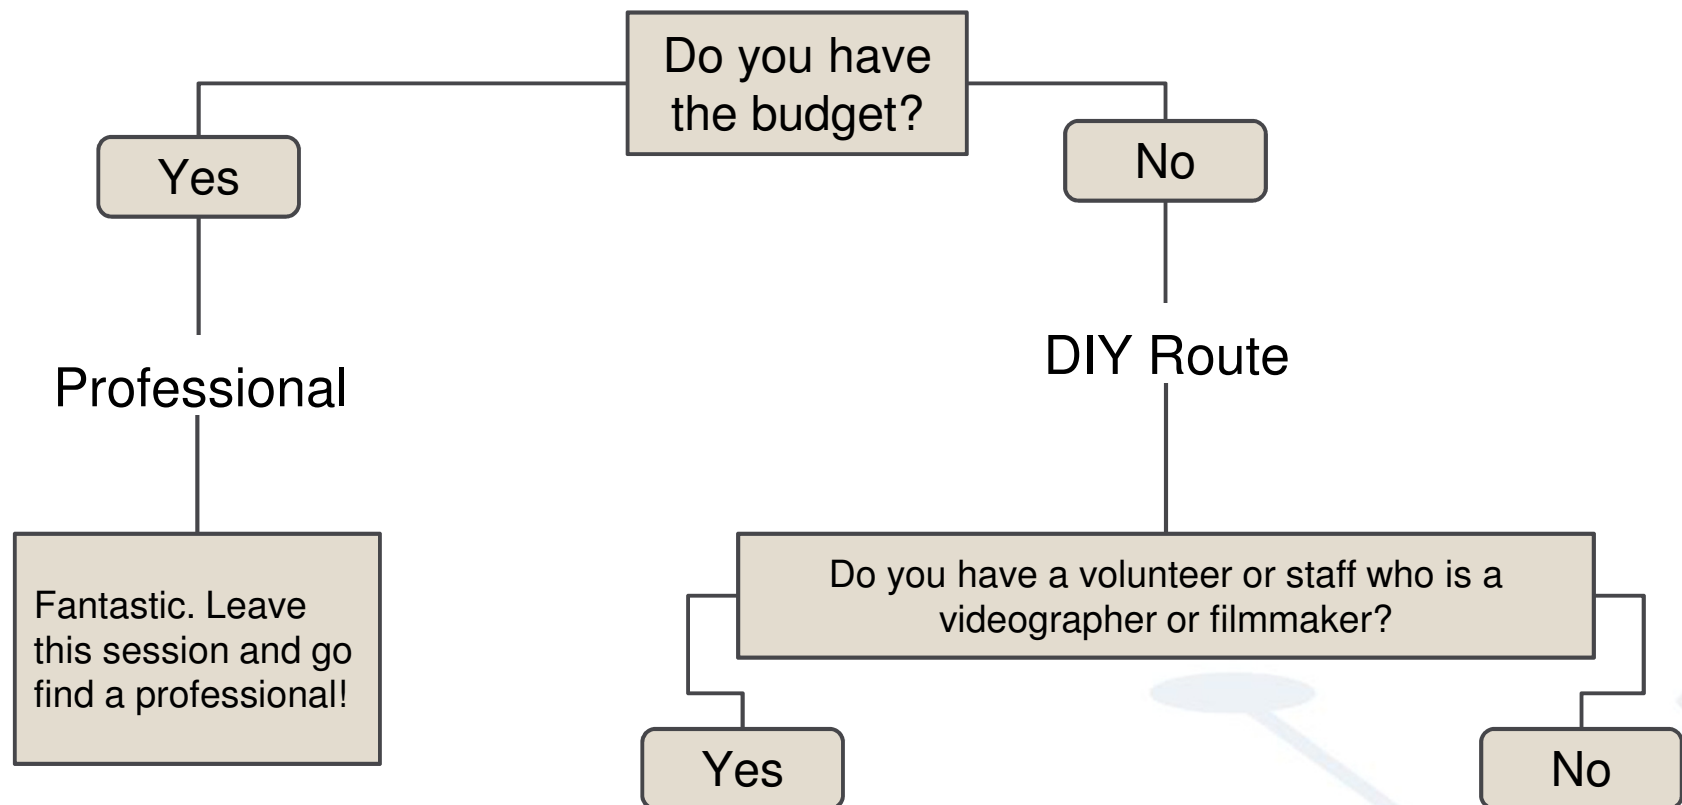 Do you have
the budget?
Yes
No
Professional
DIY Route
Fantastic. Leave
this session and go
find a professional!
Do you have a volunteer or staff who is a
videographer or filmmaker?
Yes
No